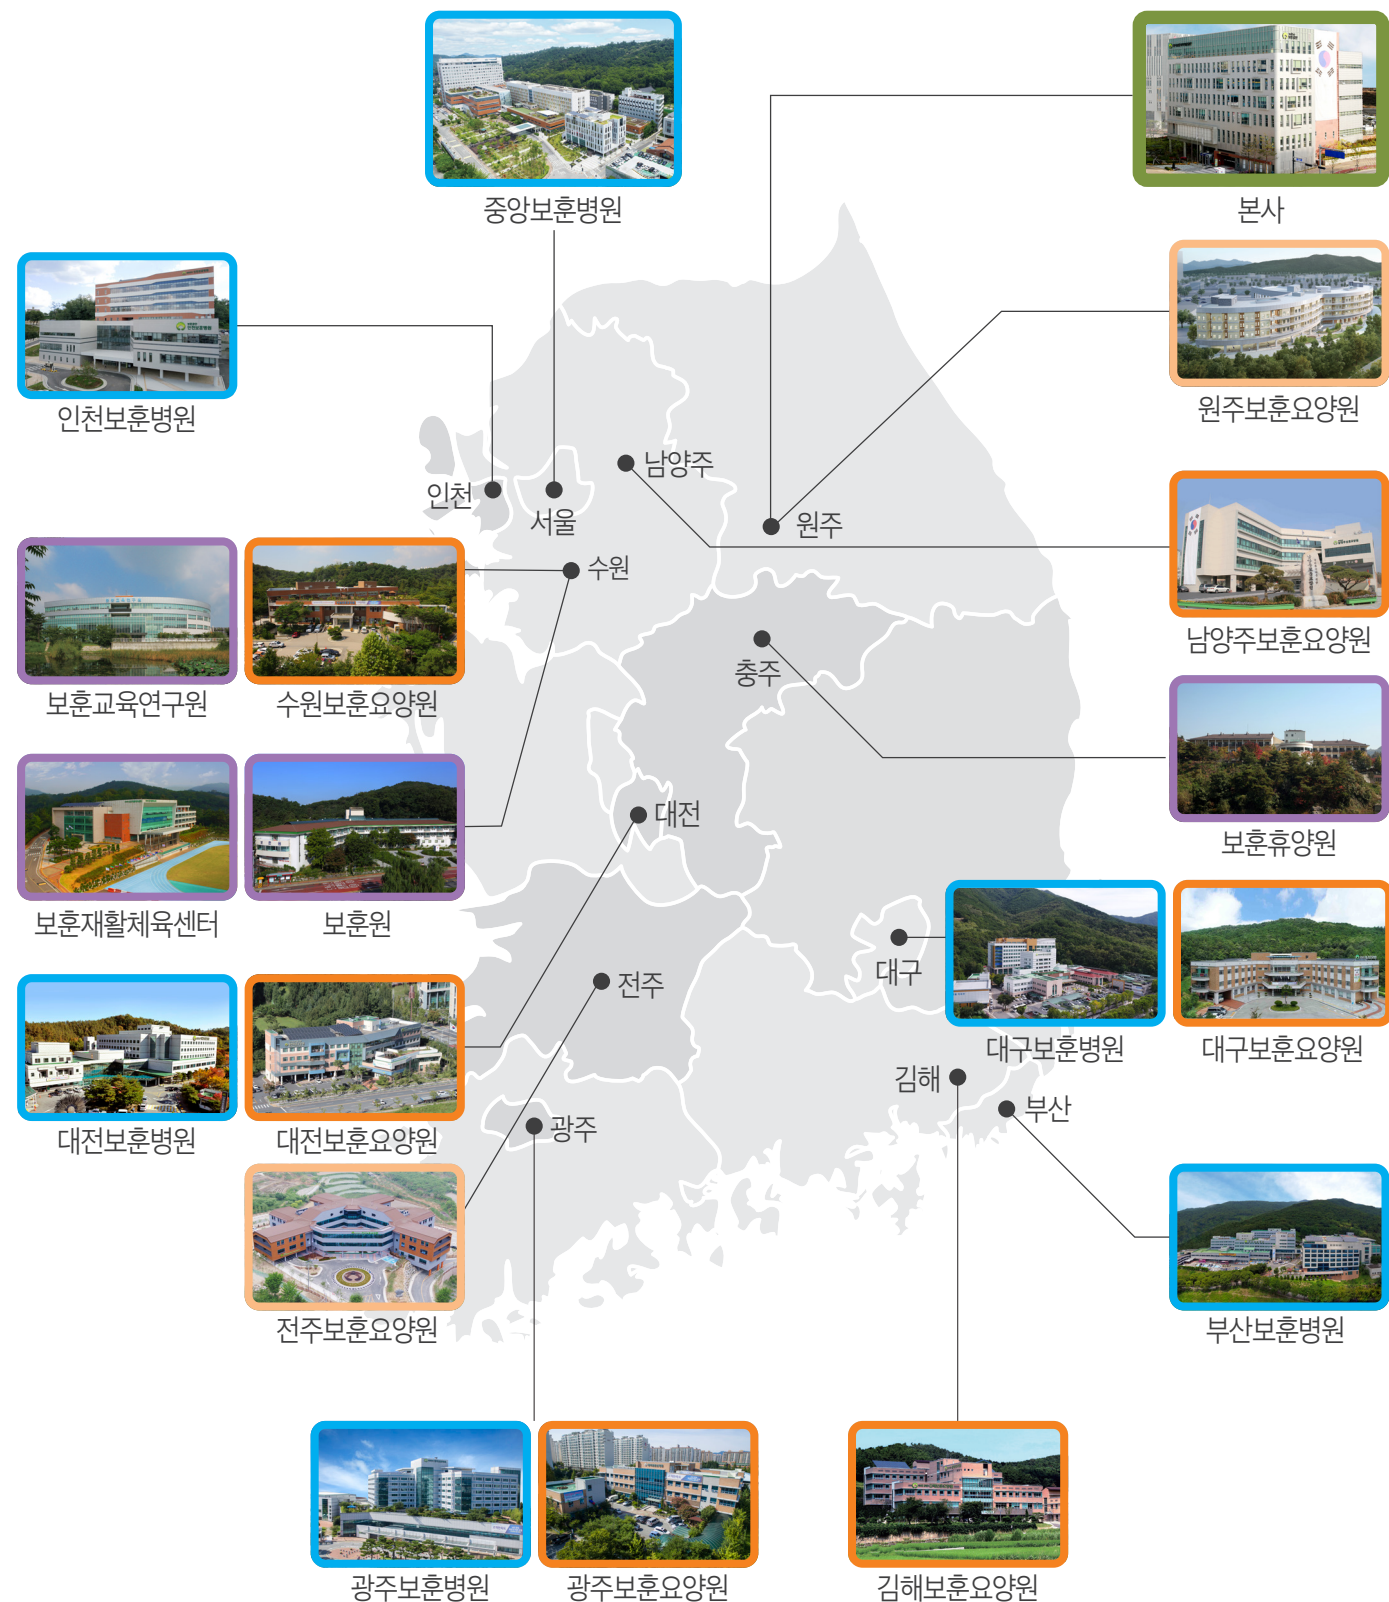 중앙보훈병원
본사
인천보훈병원
원주보훈요양원
남양주
인천
서울
원주
수원
남양주보훈요양원
충주
보훈교육연구원
수원보훈요양원
대전
보훈휴양원
보훈재활체육센터
보훈원
대구
전주
대구보훈병원
대구보훈요양원
김해
부산
광주
대전보훈병원
대전보훈요양원
전주보훈요양원
부산보훈병원
광주보훈병원
광주보훈요양원
김해보훈요양원